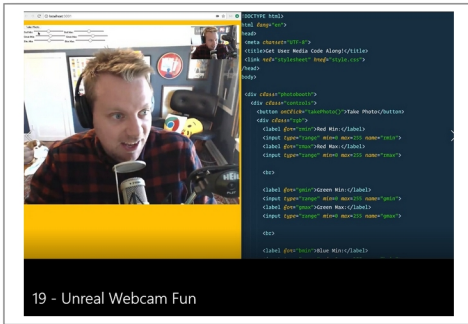 localhost
<!DOCTYPE html>
<html lang="en">
<head>
<meta charset="UTF-8">
<title>Get User Media Code Along!</title>
<link rel="stylesheet" href="style.css">
</head>
<body>
<div class="photobooth">
<div class="controls">
<button onClick="takePhoto()">Take Photo</button>
<div class="rgb">
<label for="rmin">Red Min:</label>
<input type="range" min=0 max=255 name="rmin">
<label for="rmax">Red Max:</label>
<input type="range" min=0 max=255 name="rmax">
<br>
<label for="gmin">Green Min:</label>
<input type="range" min=0 max=255 name="gmin">
<label for="gmax">Green Max:</label>
<input type="range" min=0 max=255 name="gmax">
<br>
<label for="bmin">Blue Min:</label>
19 - Unreal Webcam Fun